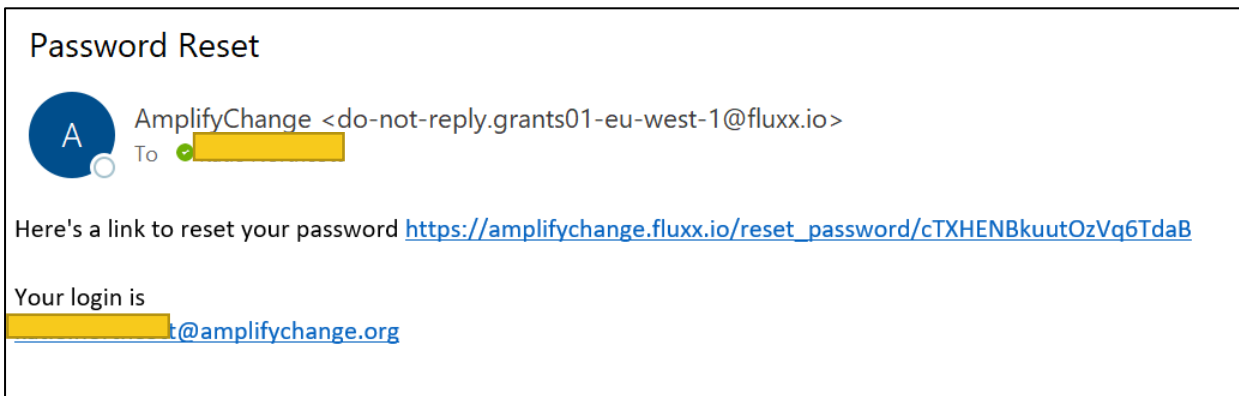 Password Reset
A
AmplifyChange <do-not-reply.grants01-eu-west-1@fluxx.io>
To
Here's a link to reset your password https://amplifychange.fluxx.io/reset_password/cTXHENBkuutOzVq6TdaB
Your login is
t@amplifychange.org